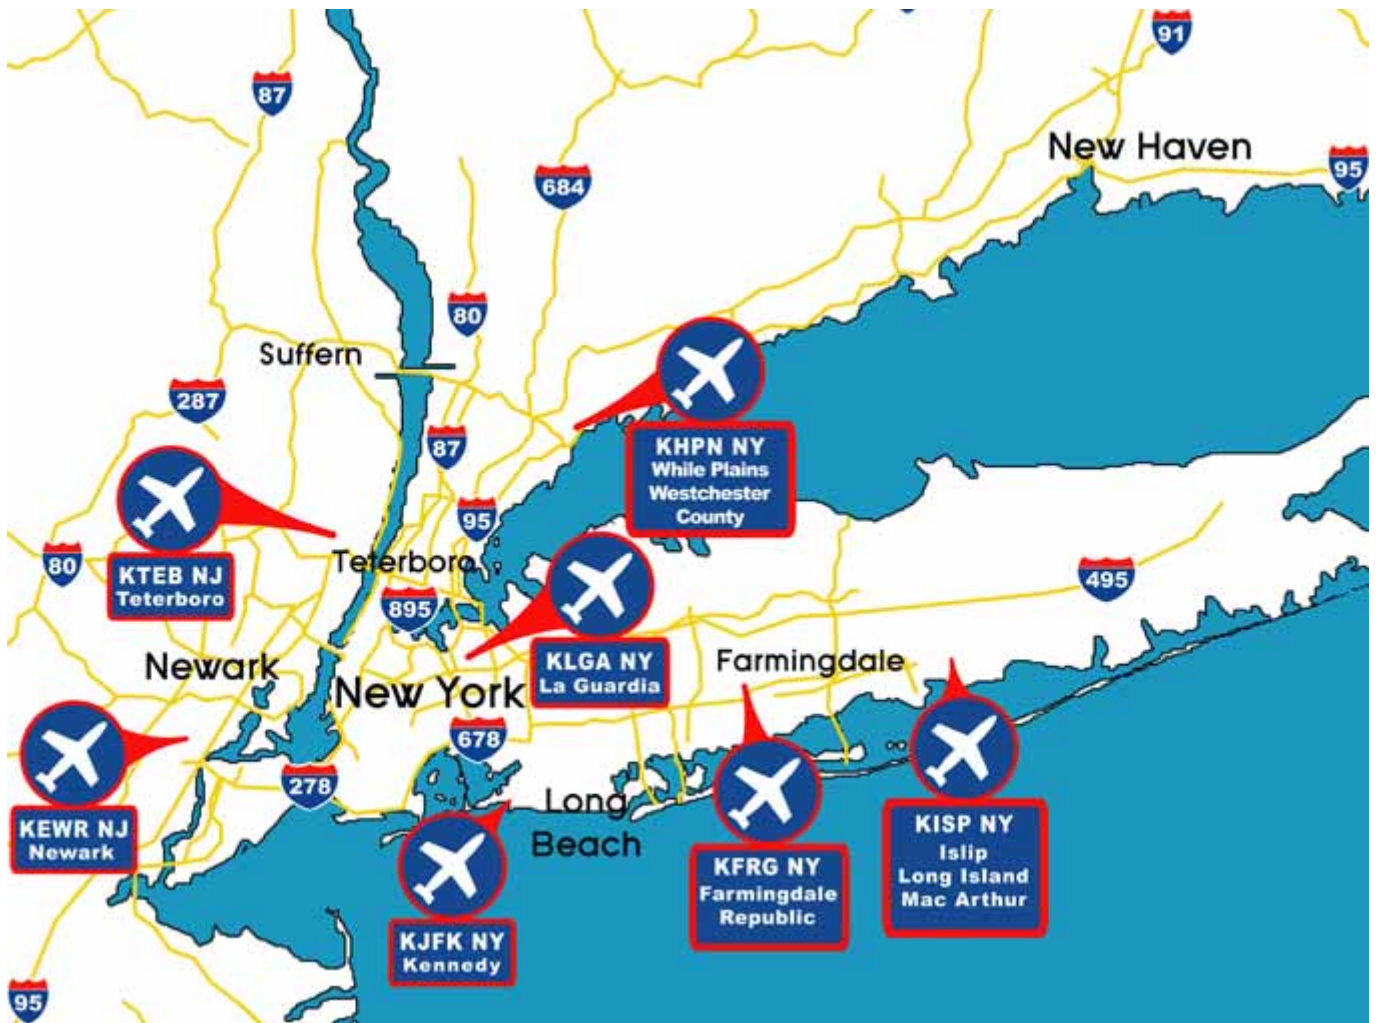 91
87
New Haven
95
684
80
Suffern
287
87
KHPN NY
While Plains
Westchester
County
95
Teterboro
80
KTEB NJ
Teterboro
895
495
KLGA NY
La Guardia
Farmingdale
Newark
New York
678
278
Long
Beach
KEWR NJ
Newark
KJFK NY
Kennedy
KFRG NY
Farmingdale
Republic
KISP NY
Islip
Long Island
Mac Arthur
95